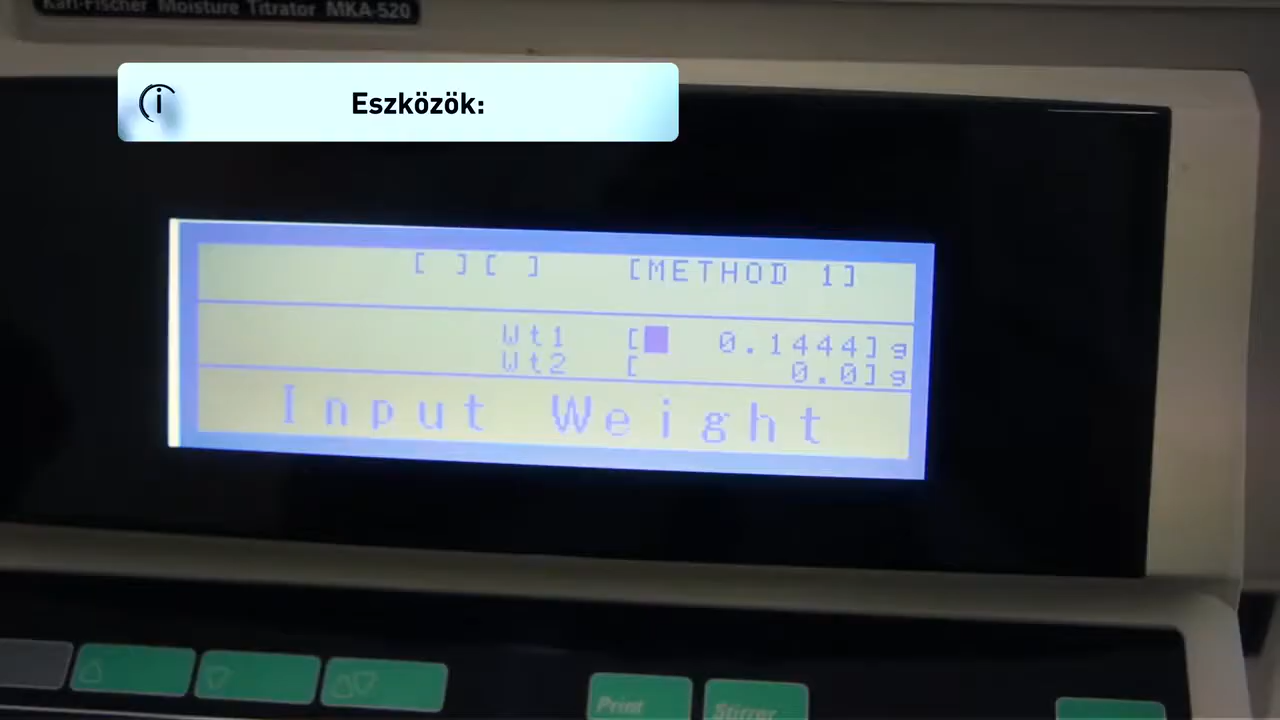 Karl-Fischer Moisture Titrator MKA-520
Eszközök:
[ ] [ ] [METHOD 1]
Wt1 [ 0.1444] g
Wt2 [ 0.0] g
Input Weight
Print
Stirrer